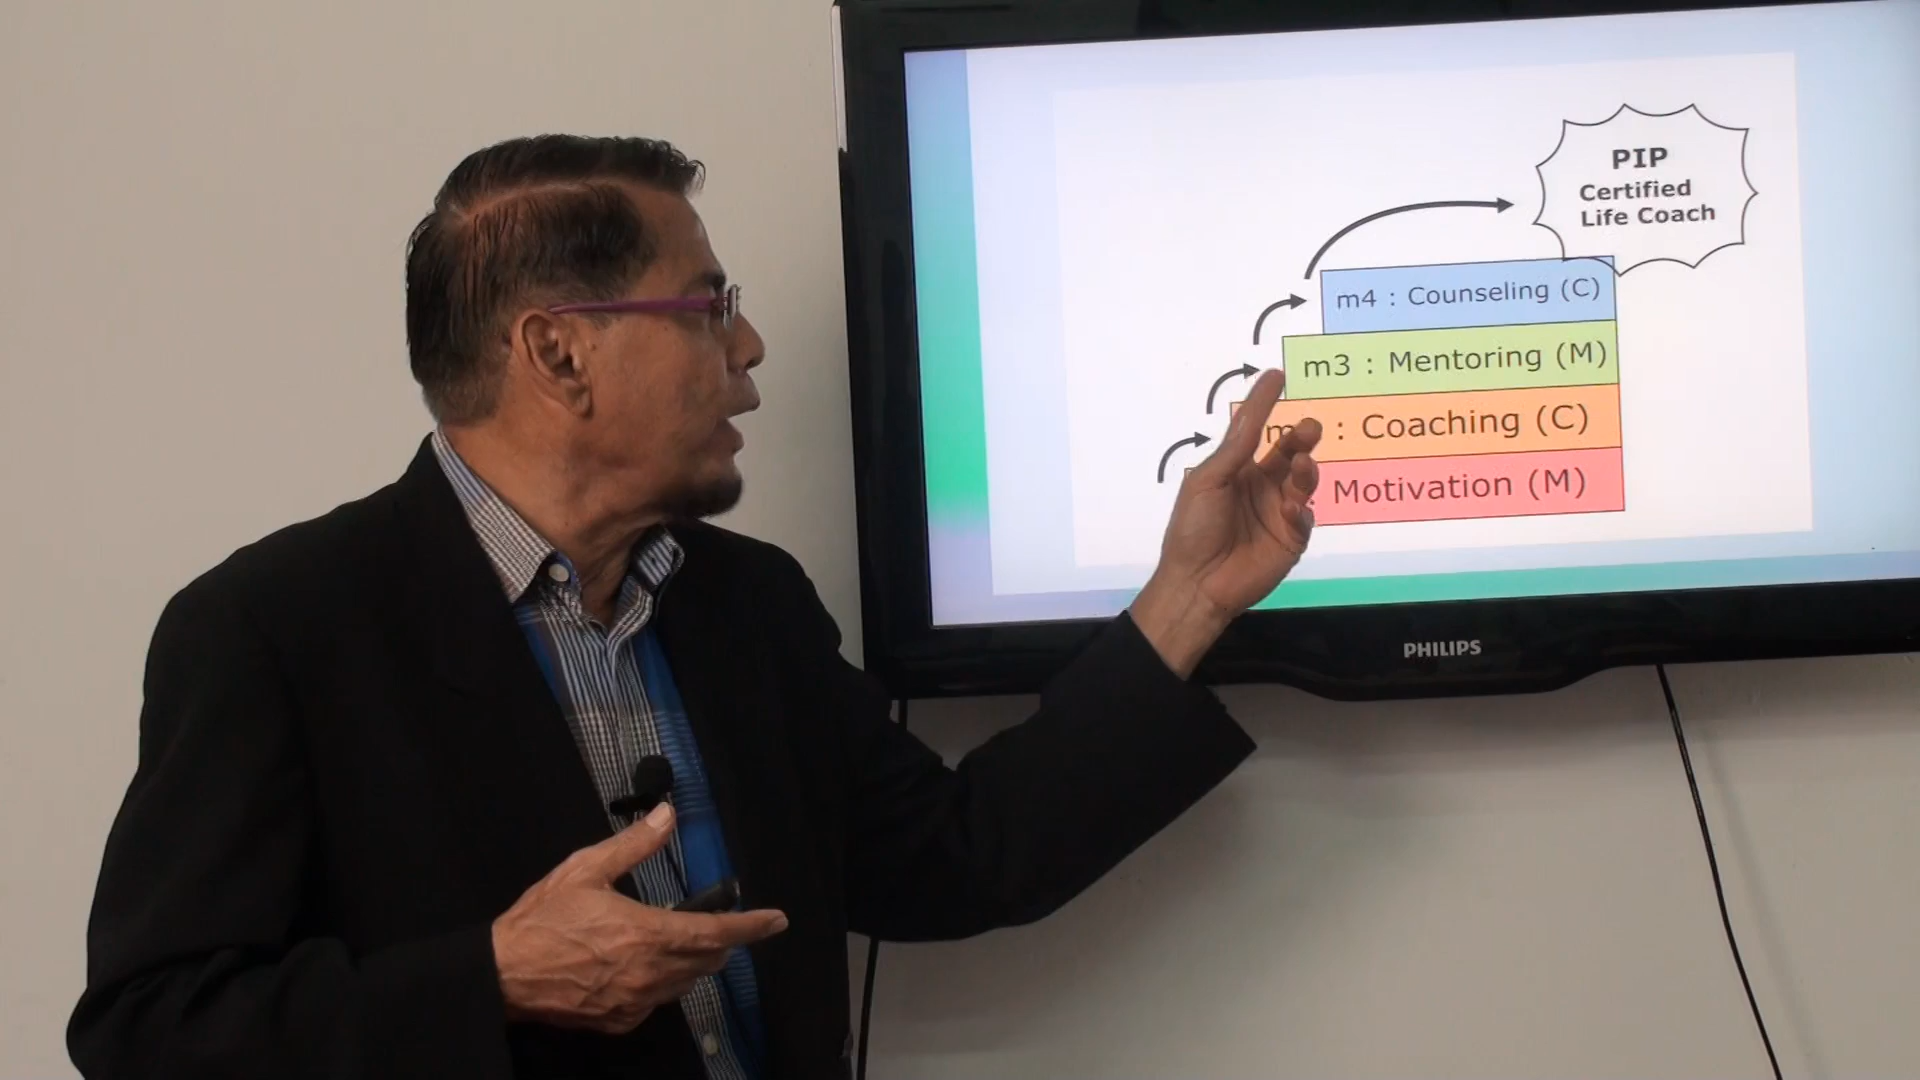 PIP
Certified
Life Coach
m4 : Counseling (C)
m3 : Mentoring (M)
: Coaching (C)
: Motivation (M)
PHILIPS